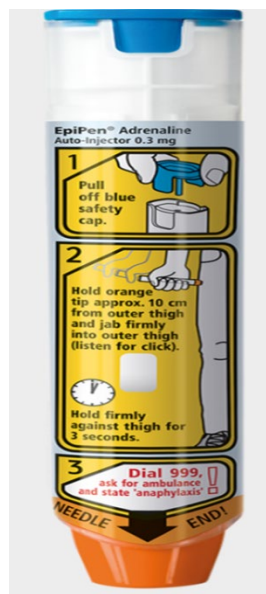 EpiPen® Adrenaline
Auto-Injector 0.3 mg
1
Pull
off blue
safety
cap.
2
Hold orange
tip approx. 10 cm
from outer thigh
and jab firmly
into outer thigh
(listen for click).
Hold firmly
against thigh for
3 seconds.
3
Dial 999,
ask for ambulance
and state 'anaphylaxis'
!
NEEDLE END!